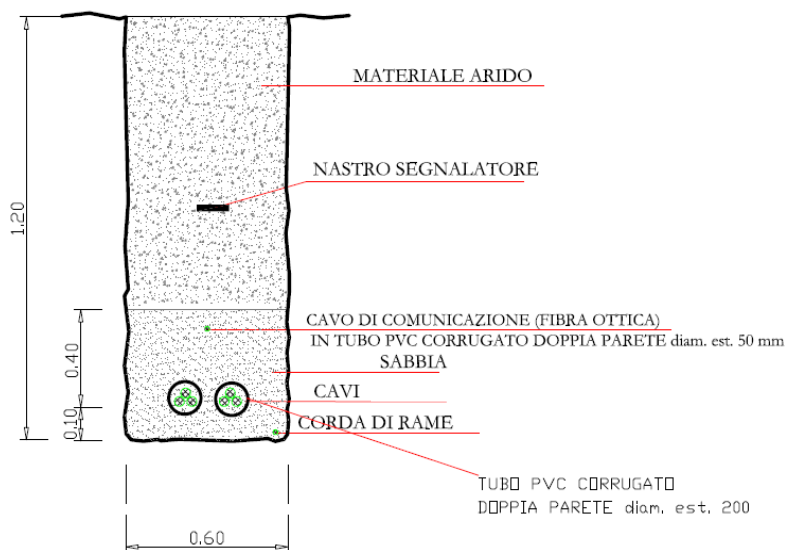 MATERIALE ARIDO
NASTRO SEGNALATORE
1.20
CAVO DI COMUNICAZIONE (FIBRA OTTICA)
IN TUBO PVC CORRUGATO DOPPIA PARETE diam. est. 50 mm
0.40
SABBIA
CAVI
0.10
CORDA DI RAME
TUBO PVC CORRUGATO
DOPPIA PARETE diam. est. 200
0.60